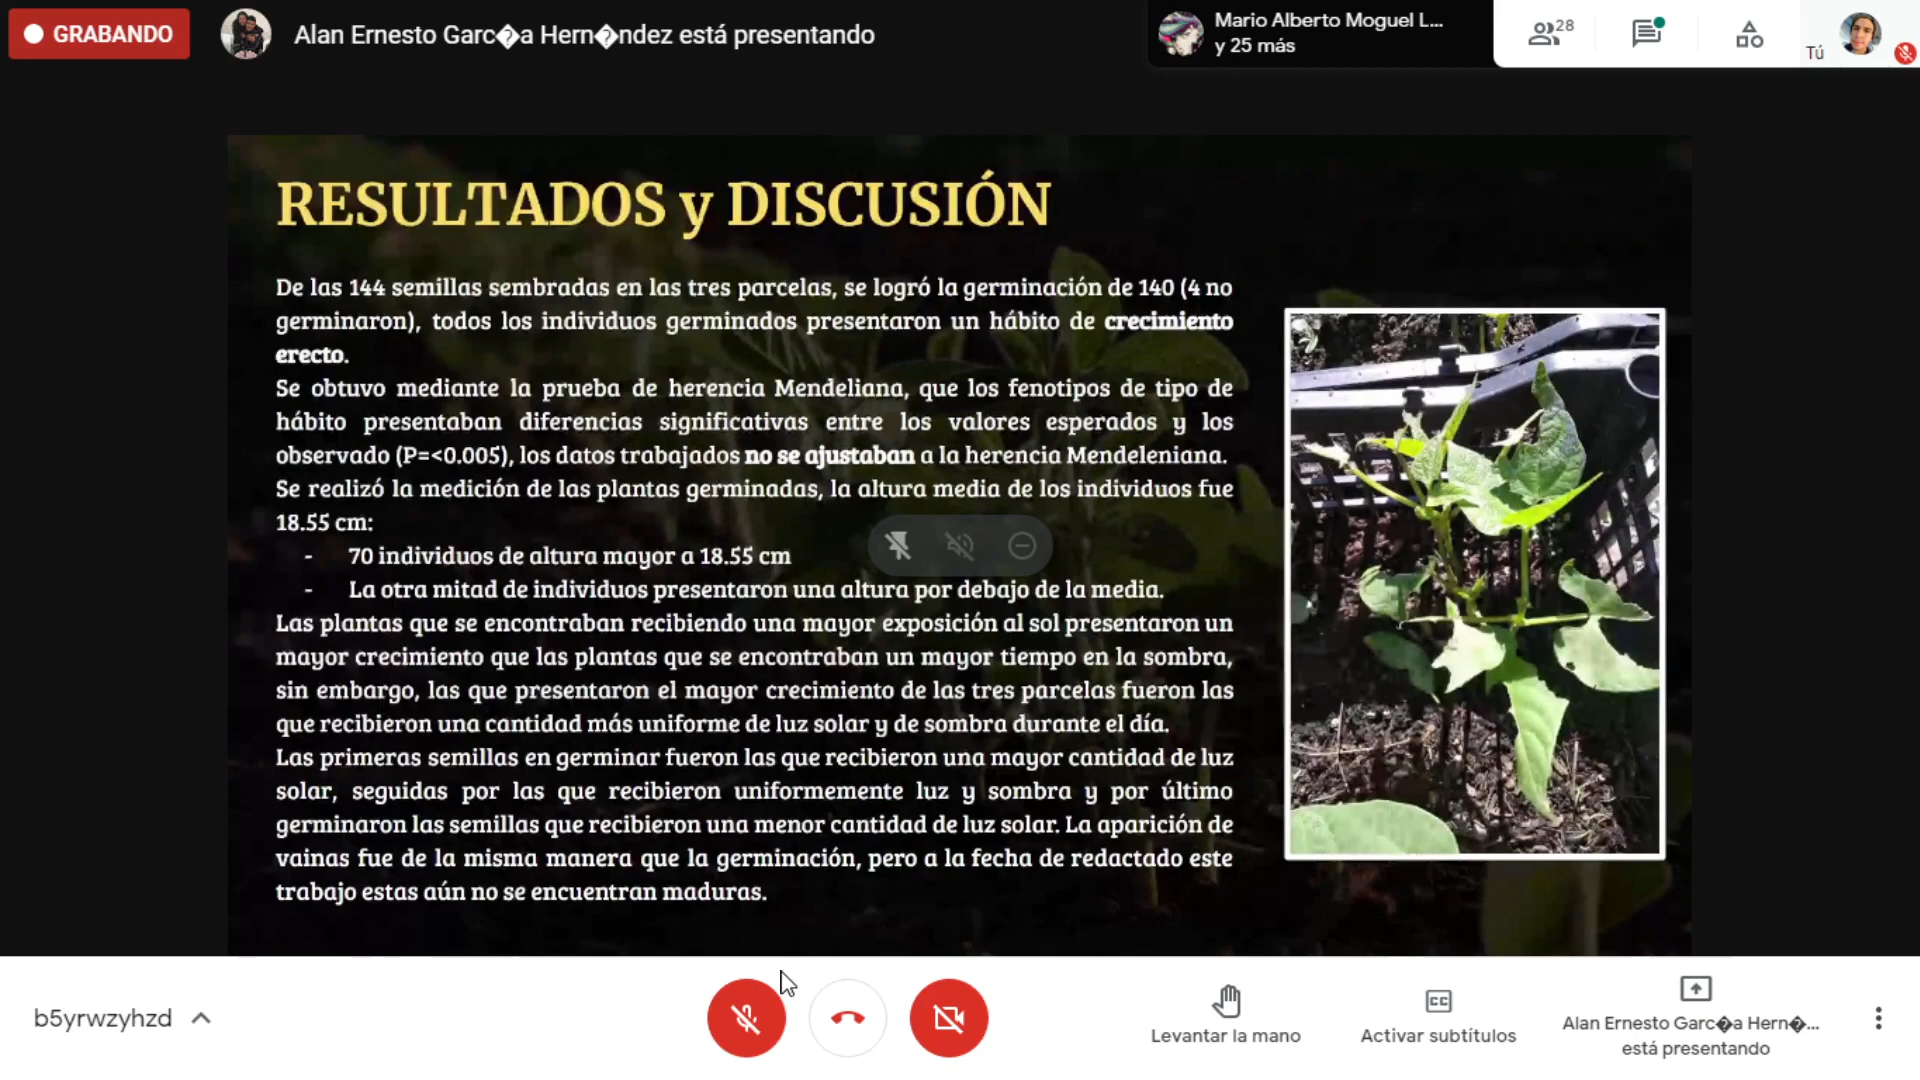 GRABANDO
Alan Ernesto Garc�a Hern�ndez está presentando
Mario Alberto Moguel L...
y 25 más
28
Tú
RESULTADOS y DISCUSIÓN
De las 144 semillas sembradas en las tres parcelas, se logró la germinación de 140 (4 no
germinaron), todos los individuos germinados presentaron un hábito de crecimiento
erecto.
Se obtuvo mediante la prueba de herencia Mendeliana, que los fenotipos de tipo de
hábito presentaban diferencias significativas entre los valores esperados y los
observado (P=<0.005), los datos trabajados no se ajustaban a la herencia Mendeleniana.
Se realizó la medición de las plantas germinadas, la altura media de los individuos fue
18.55 cm:
- 70 individuos de altura mayor a 18.55 cm
- La otra mitad de individuos presentaron una altura por debajo de la media.
Las plantas que se encontraban recibiendo una mayor exposición al sol presentaron un
mayor crecimiento que las plantas que se encontraban un mayor tiempo en la sombra,
sin embargo, las que presentaron el mayor crecimiento de las tres parcelas fueron las
que recibieron una cantidad más uniforme de luz solar y de sombra durante el día.
Las primeras semillas en germinar fueron las que recibieron una mayor cantidad de luz
solar, seguidas por las que recibieron uniformemente luz y sombra y por último
germinaron las semillas que recibieron una menor cantidad de luz solar. La aparición de
vainas fue de la misma manera que la germinación, pero a la fecha de redactado este
trabajo estas aún no se encuentran maduras.
b5yrwzyhzd
Levantar la mano
CC
Activar subtítulos
Alan Ernesto Garc�a Hern�...
está presentando